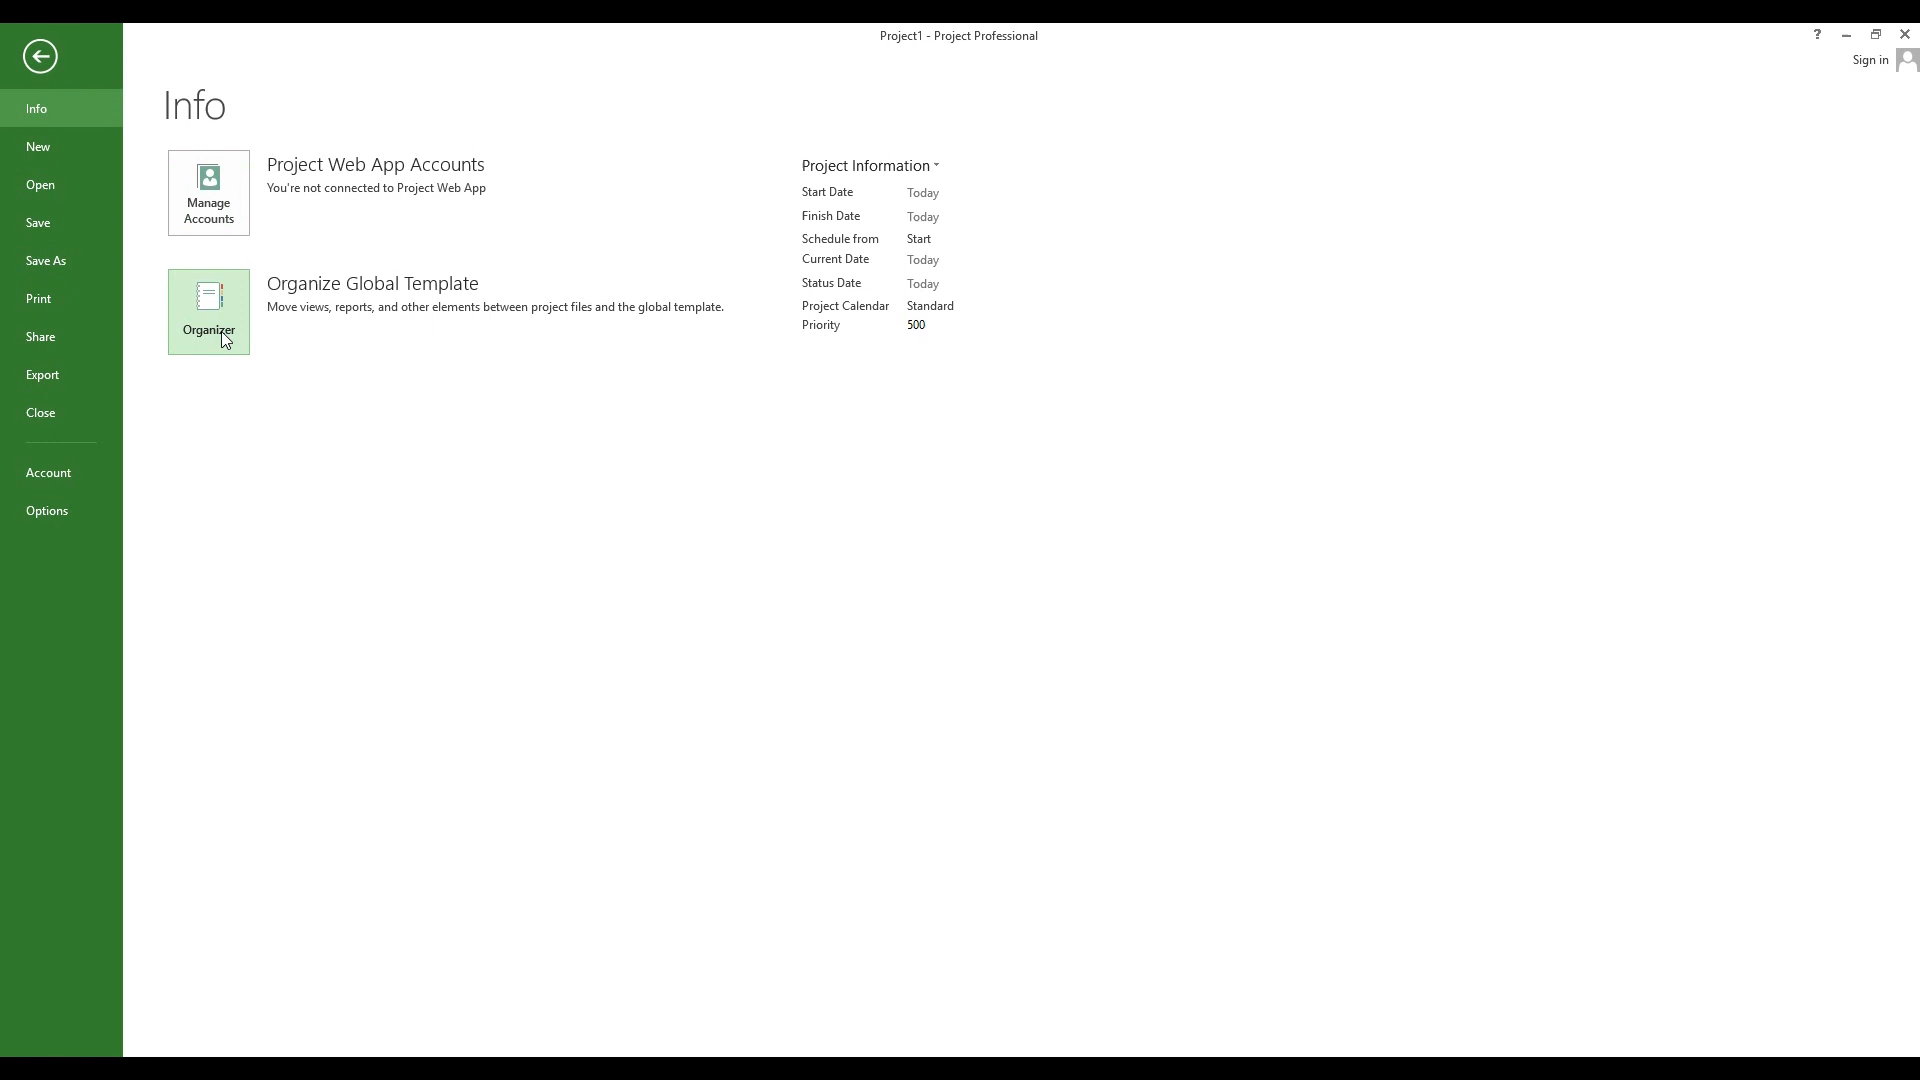 Project1 - Project Professional
?
Sign in
Info
New
Open
Save
Save As
Print
Share
Export
Close
Account
Options
Info
Manage
Accounts
Project Web App Accounts
You're not connected to Project Web App
Organizer
Organize Global Template
Move views, reports, and other elements between project files and the global template.
Project Information
Start Date Today
Finish Date Today
Schedule from Start
Current Date Today
Status Date Today
Project Calendar Standard
Priority 500